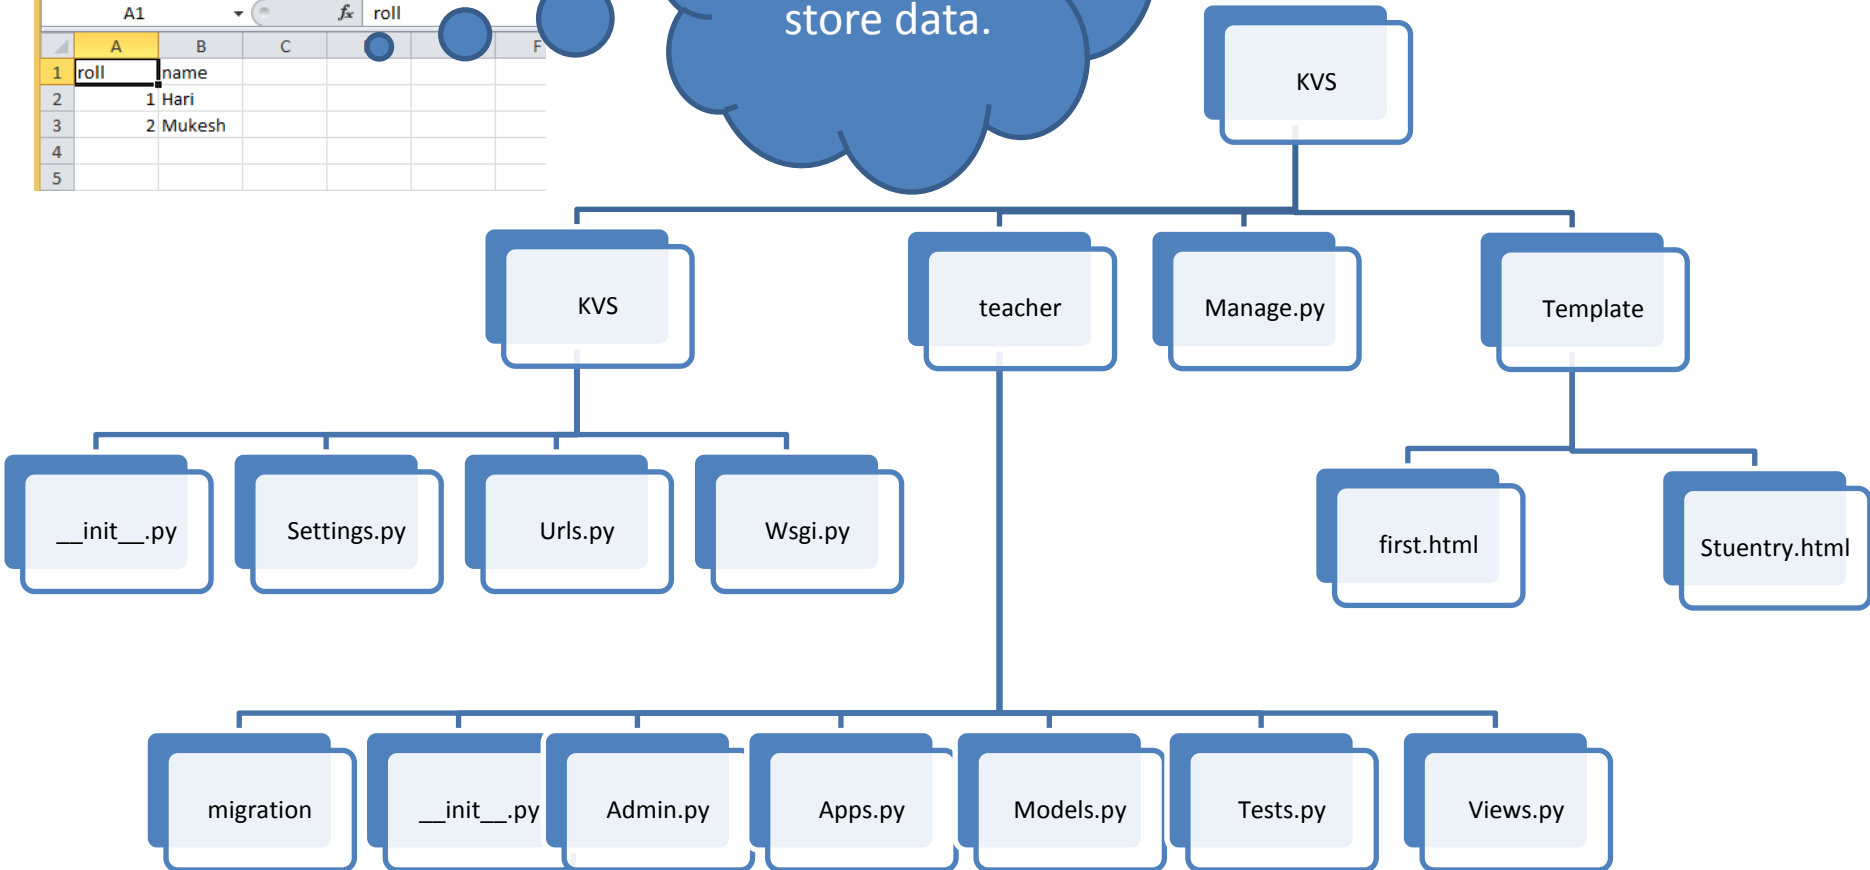 A1 fx roll
A B C F
1 roll name
2 1 Hari
3 2 Mukesh
4
5
store data.
KVS
KVS teacher Manage.py Template
__init__.py Settings.py Urls.py Wsgi.py first.html Stuentry.html
migration __init__.py Admin.py Apps.py Models.py Tests.py Views.py